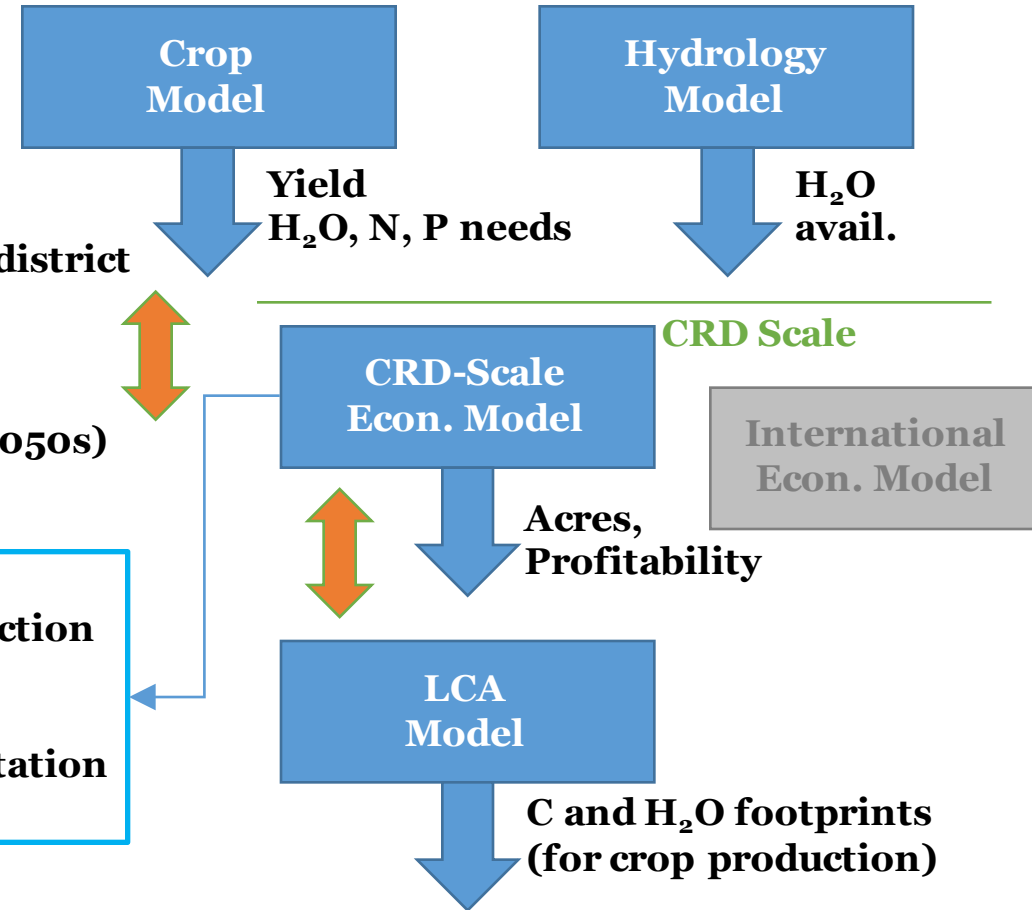 Crop
Model
Hydrology
Model
Yield
H₂O, N, P needs
H₂O
avail.
district
CRD Scale
CRD-Scale
Econ. Model
International
Econ. Model
050s)
Acres,
Profitability
ction
LCA
Model
tation
C and H₂O footprints
(for crop production)